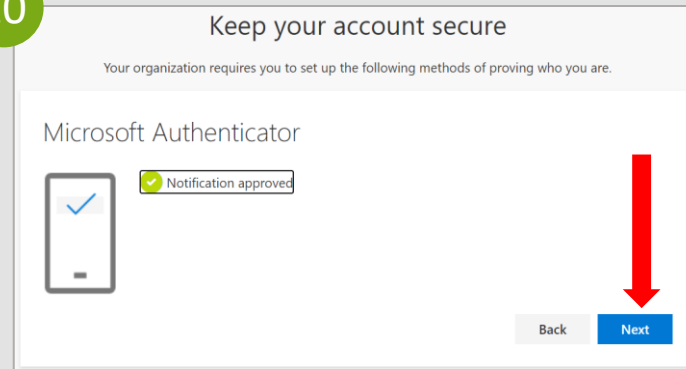 0
Keep your account secure
Your organization requires you to set up the following methods of proving who you are.
Microsoft Authenticator
Notification approved
Back
Next